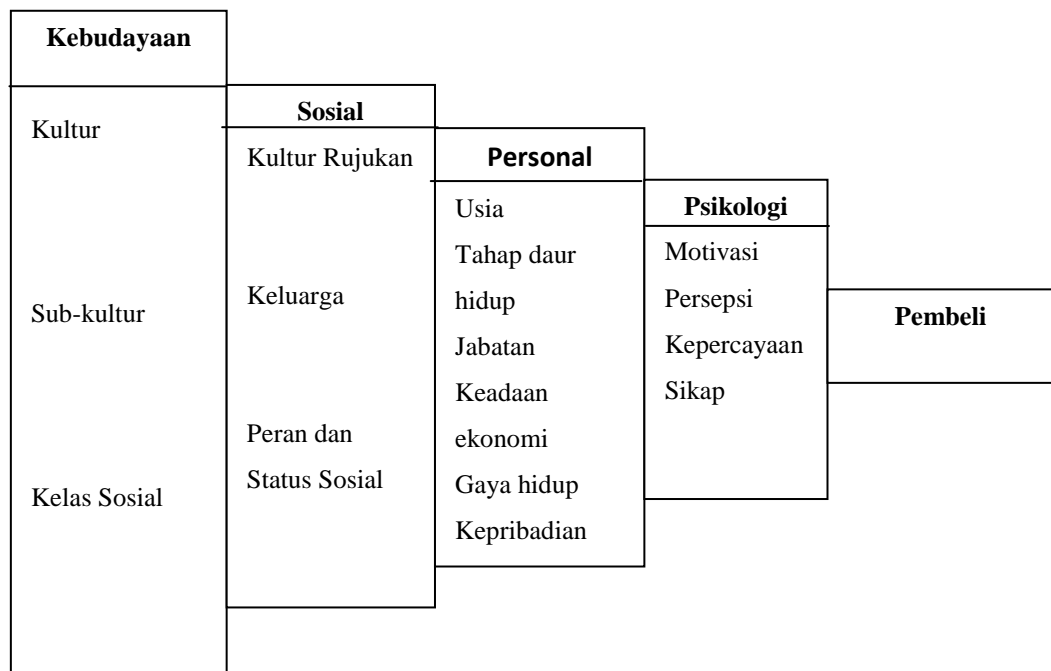 Kebudayaan
Kultur
Sub-kultur
Kelas Sosial
Sosial
Kultur Rujukan
Keluarga
Peran dan
Status Sosial
Personal
Usia
Tahap daur
hidup
Jabatan
Keadaan
ekonomi
Gaya hidup
Kepribadian
Psikologi
Motivasi
Persepsi
Kepercayaan
Sikap
Pembeli